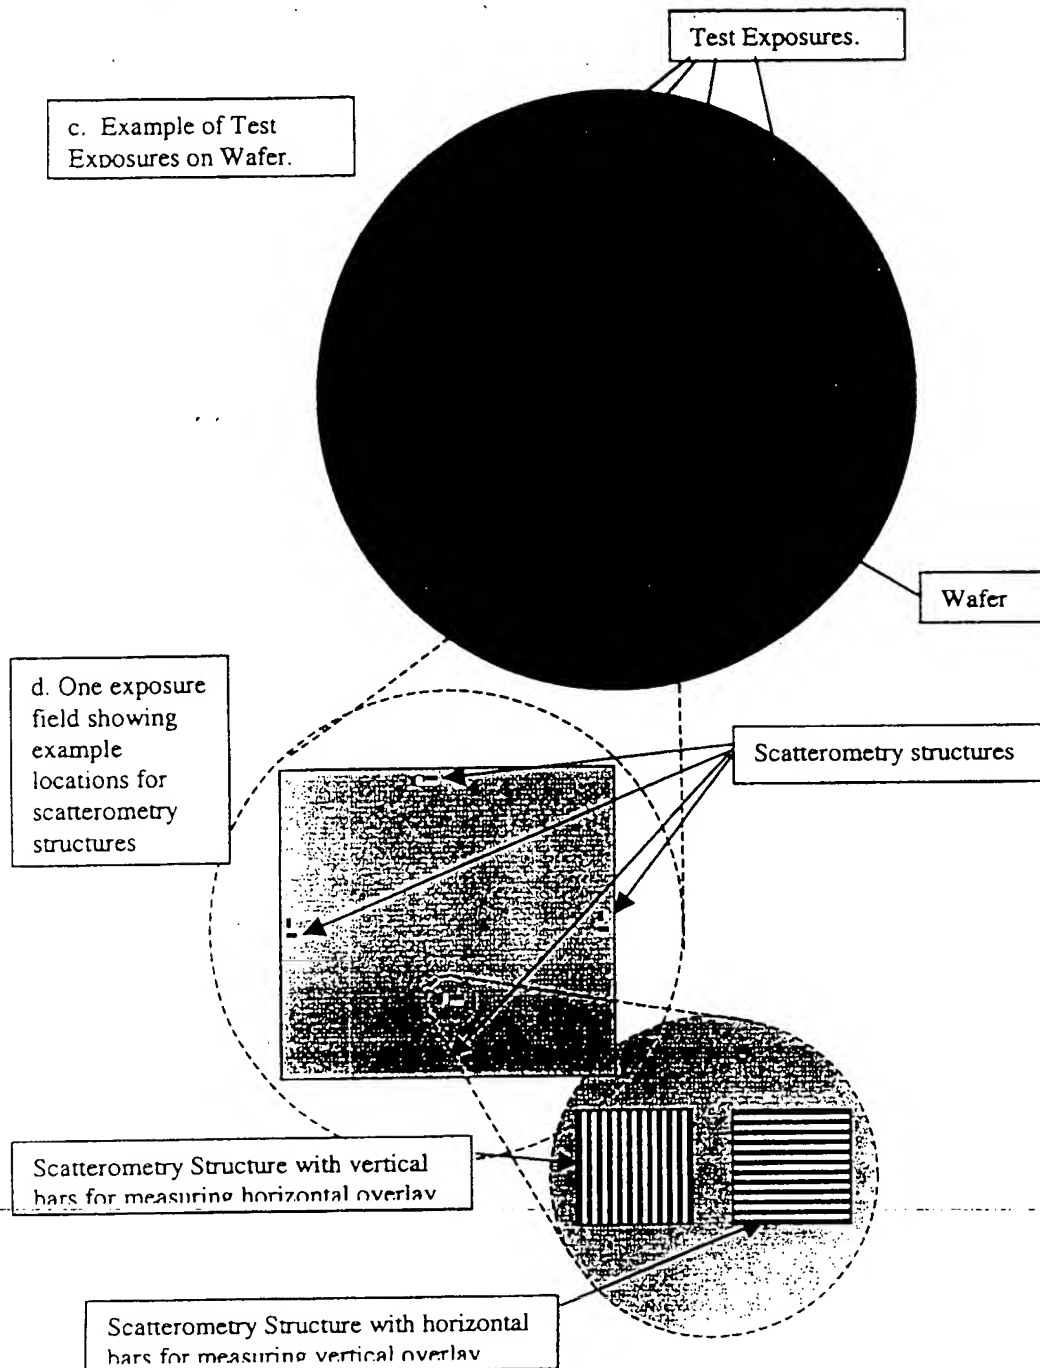 Test Exposures.
c. Example of Test
Exposures on Wafer.
Wafer
d. One exposure
field showing
example
locations for
scatterometry
structures
Scatterometry structures
Scatterometry Structure with vertical
bars for measuring horizontal overlay
Scatterometry Structure with horizontal
bars for measuring vertical overlay